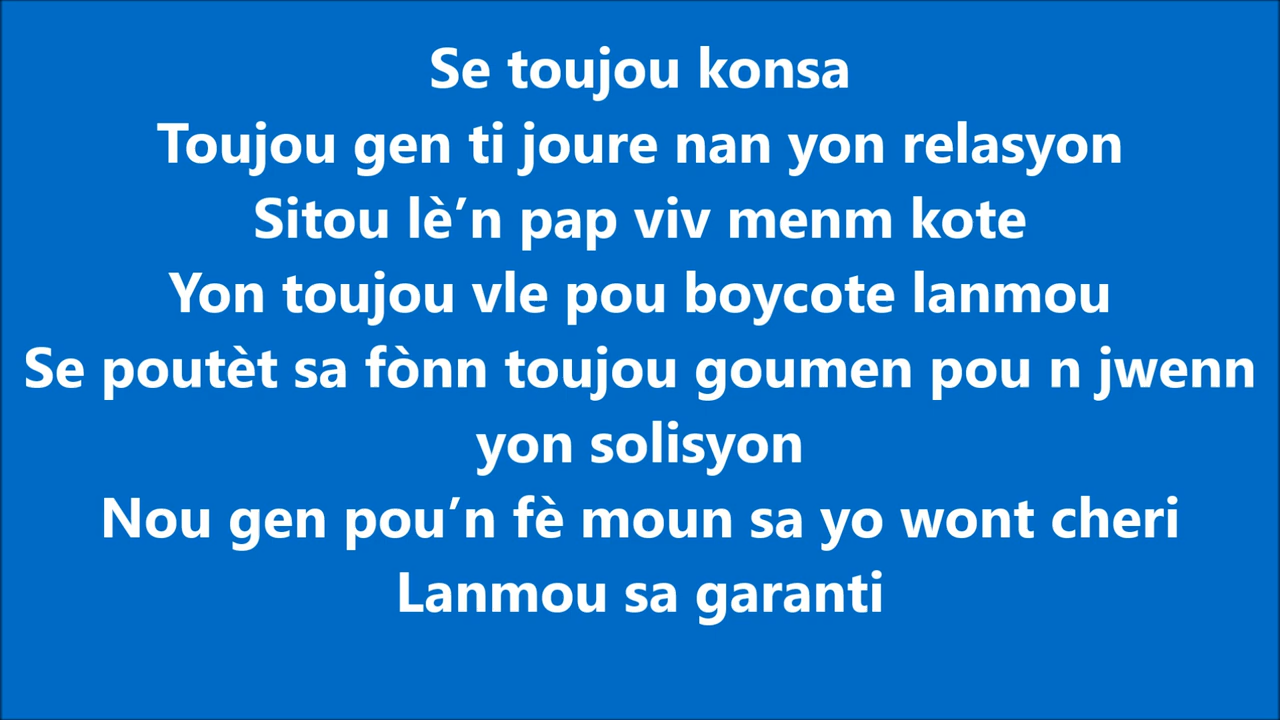 Se toujou konsa
Toujou gen ti joure nan yon relasyon
Sitou lè’n pap viv menm kote
Yon toujou vle pou boycote lanmou
Se poutèt sa fònn toujou goumen pou n jwenn
yon solisyon
Nou gen pou’n fè moun sa yo wont cheri
Lanmou sa garanti